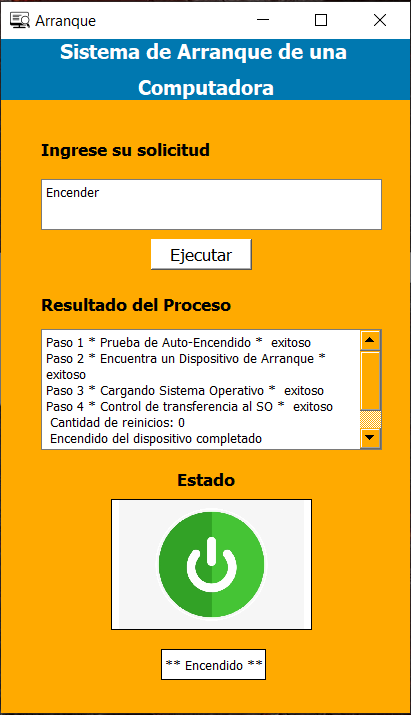 Arranque
Sistema de Arranque de una
Computadora
Ingrese su solicitud
Encender
Ejecutar
Resultado del Proceso
Paso 1 * Prueba de Auto-Encendido *  exitoso
Paso 2 * Encuentra un Dispositivo de Arranque *
exitoso
Paso 3 * Cargando Sistema Operativo *  exitoso
Paso 4 * Control de transferencia al SO *  exitoso
Cantidad de reinicios: 0
Encendido del dispositivo completado
Estado
** Encendido **